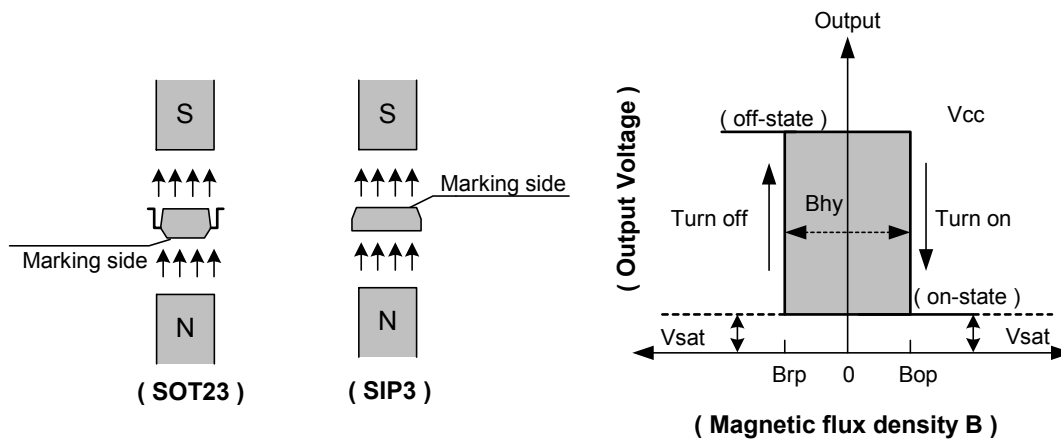 S
Marking side
N
( SOT23 )
S
Marking side
N
( SIP3 )
Output
( Output Voltage )
( off-state )
Vcc
Turn off
Bhy
Turn on
( on-state )
Vsat
Vsat
Brp
0
Bop
( Magnetic flux density B )